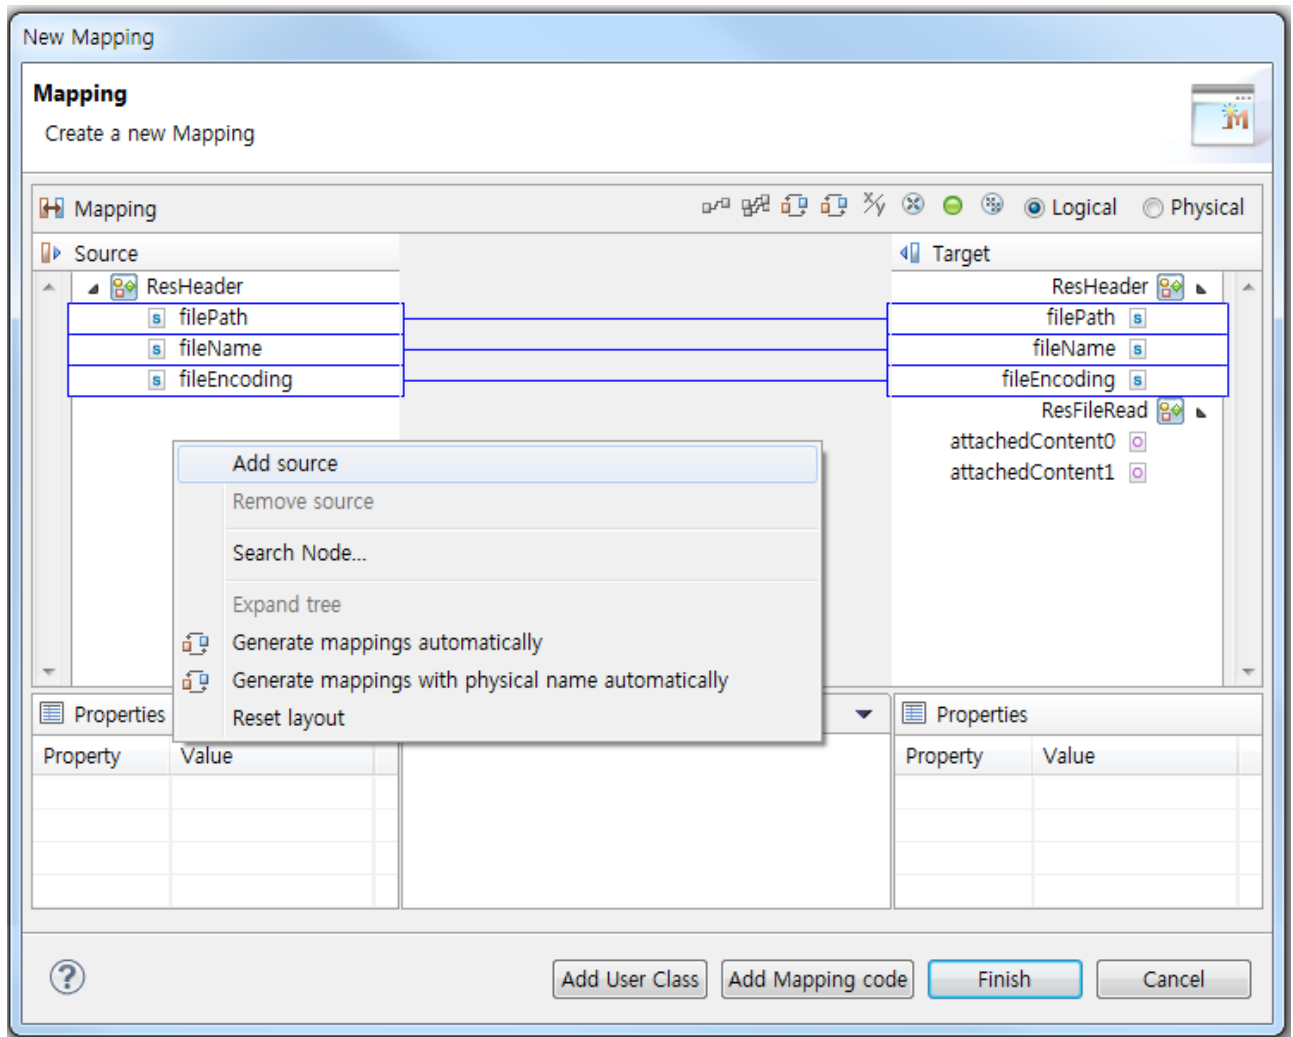 New Mapping
Mapping
Create a new Mapping
Mapping
x/y
Logical
Physical
Source
Target
ResHeader
ResHeader
s filePath
filePath s
s fileName
fileName s
s fileEncoding
fileEncoding s
ResFileRead
attachedContent0
attachedContent1
Add source
Remove source
Search Node...
Expand tree
Generate mappings automatically
Generate mappings with physical name automatically
Reset layout
Properties
Properties
Property Value
Property Value
?
Add User Class
Add Mapping code
Finish
Cancel